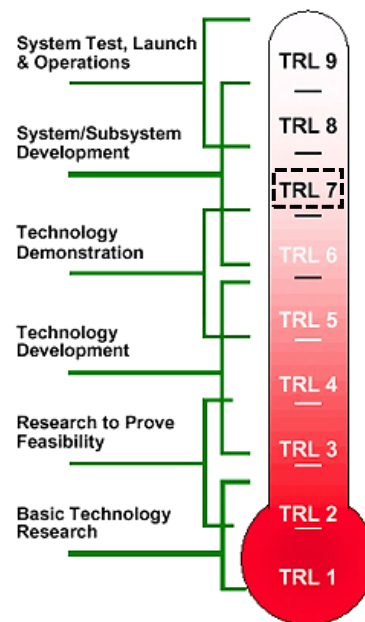 System Test, Launch
& Operations
System/Subsystem
Development
Technology
Demonstration
Technology
Development
Research to Prove
Feasibility
Basic Technology
Research
TRL 9
TRL 8
TRL 7
TRL 6
TRL 5
TRL 4
TRL 3
TRL 2
TRL 1